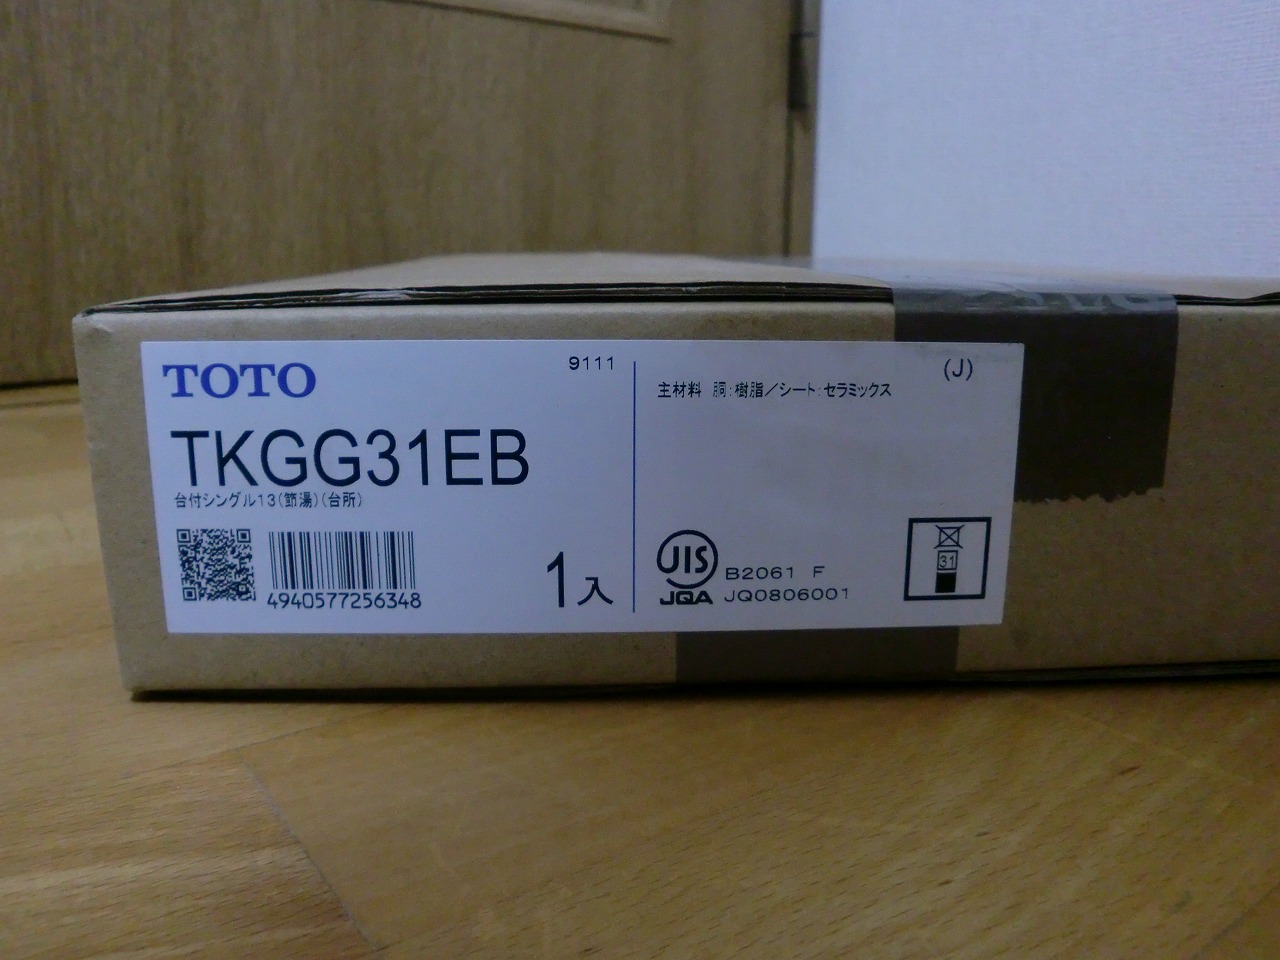 TOTO
9111
TKGG31EB
台付シングル13(節湯)(台所)
4940577256348
1入
主材料 胴:樹脂/シート:セラミックス
(J)
JIS
JQA
B2061 F
JQ0806001
31